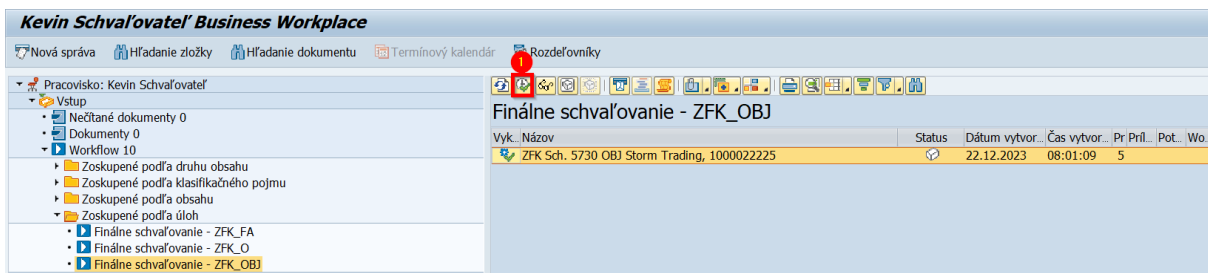 Kevin Schvaľovateľ Business Workplace
Nová správa Hľadanie zložky Hľadanie dokumentu Termínový kalendár Rozdeľovníky
1
Pracovisko: Kevin Schvaľovateľ
Vstup
Nečítané dokumenty 0
Dokumenty 0
Workflow 10
Zoskupené podľa druhu obsahu
Zoskupené podľa klasifikačného pojmu
Zoskupené podľa obsahu
Zoskupené podľa úloh
Finálne schvaľovanie - ZFK_FA
Finálne schvaľovanie - ZFK_O
Finálne schvaľovanie - ZFK_OBJ
Finálne schvaľovanie - ZFK_OBJ
Vyk... Názov Status Dátum vytvor... Čas vytvor... Pr Príl... Pot... Wo...
ZFK Sch. 5730 OBJ Storm Trading, 1000022225 22.12.2023 08:01:09 5